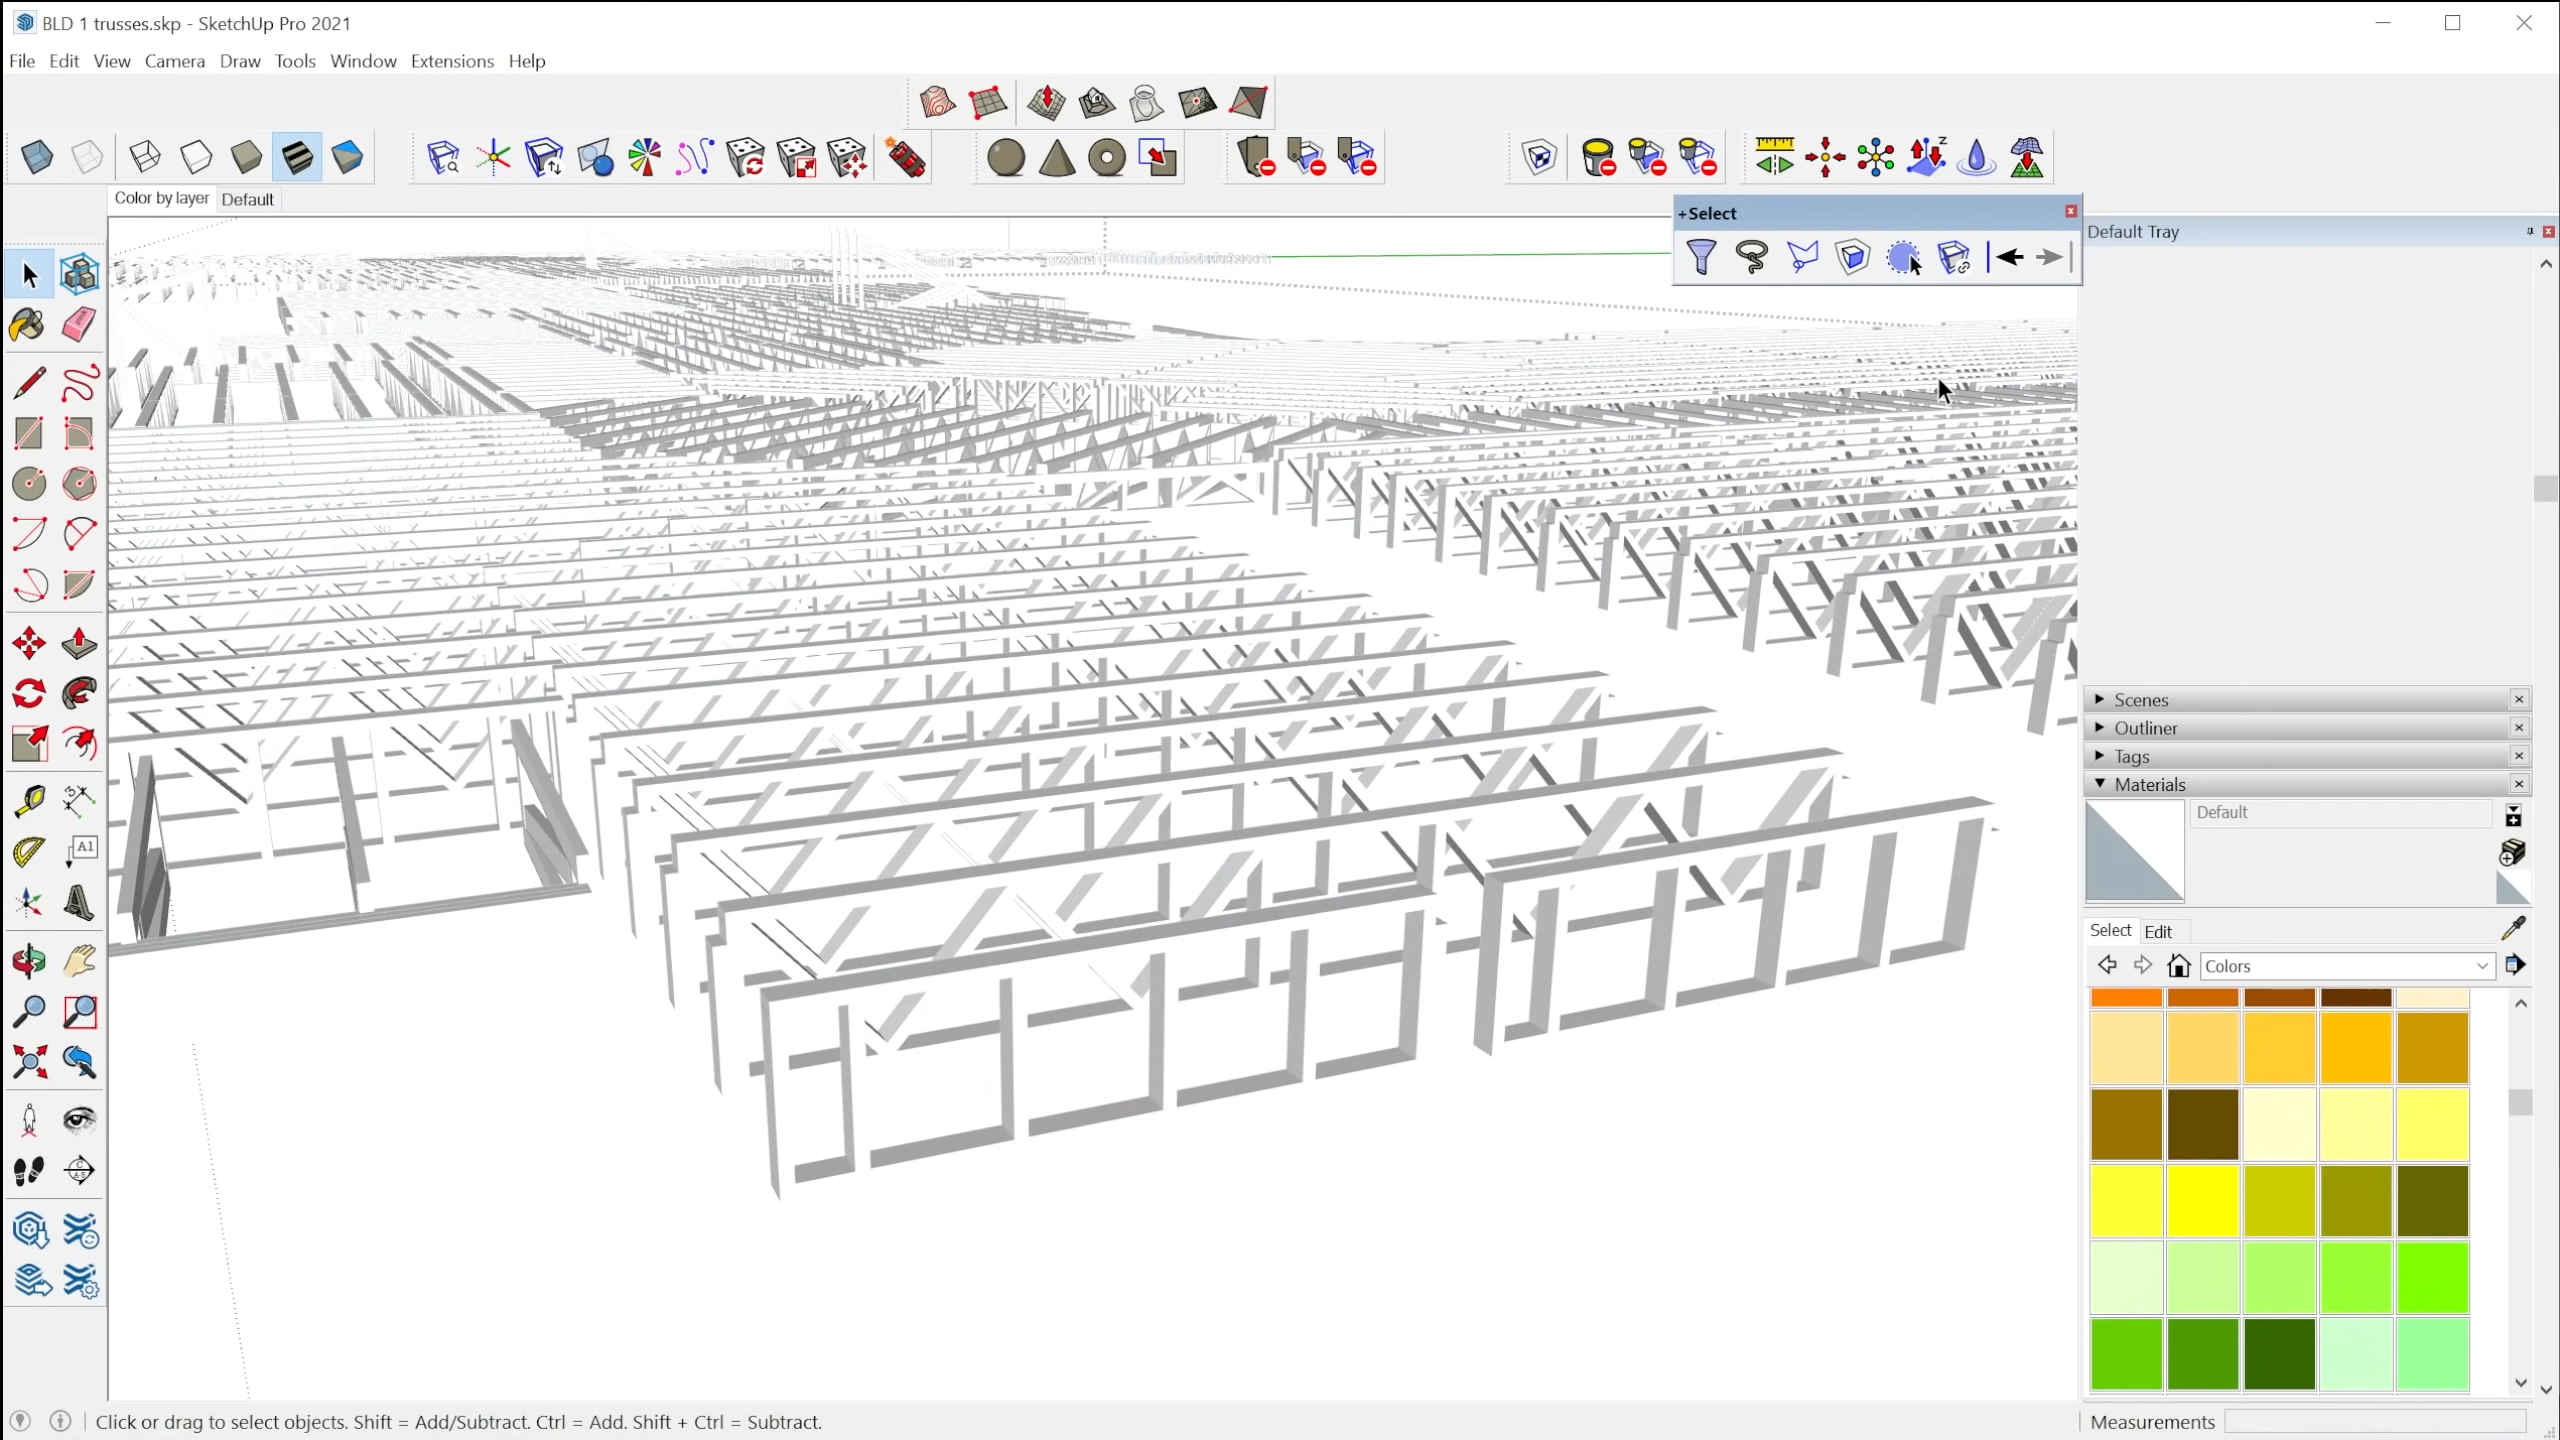 BLD 1 trusses.skp - SketchUp Pro 2021
File Edit View Camera Draw Tools Window Extensions Help
Color by layer Default
+Select
Default Tray
Scenes
Outliner
Tags
Materials
Default
Select Edit
Colors
A1
Click or drag to select objects. Shift = Add/Subtract. Ctrl = Add. Shift + Ctrl = Subtract.
Measurements